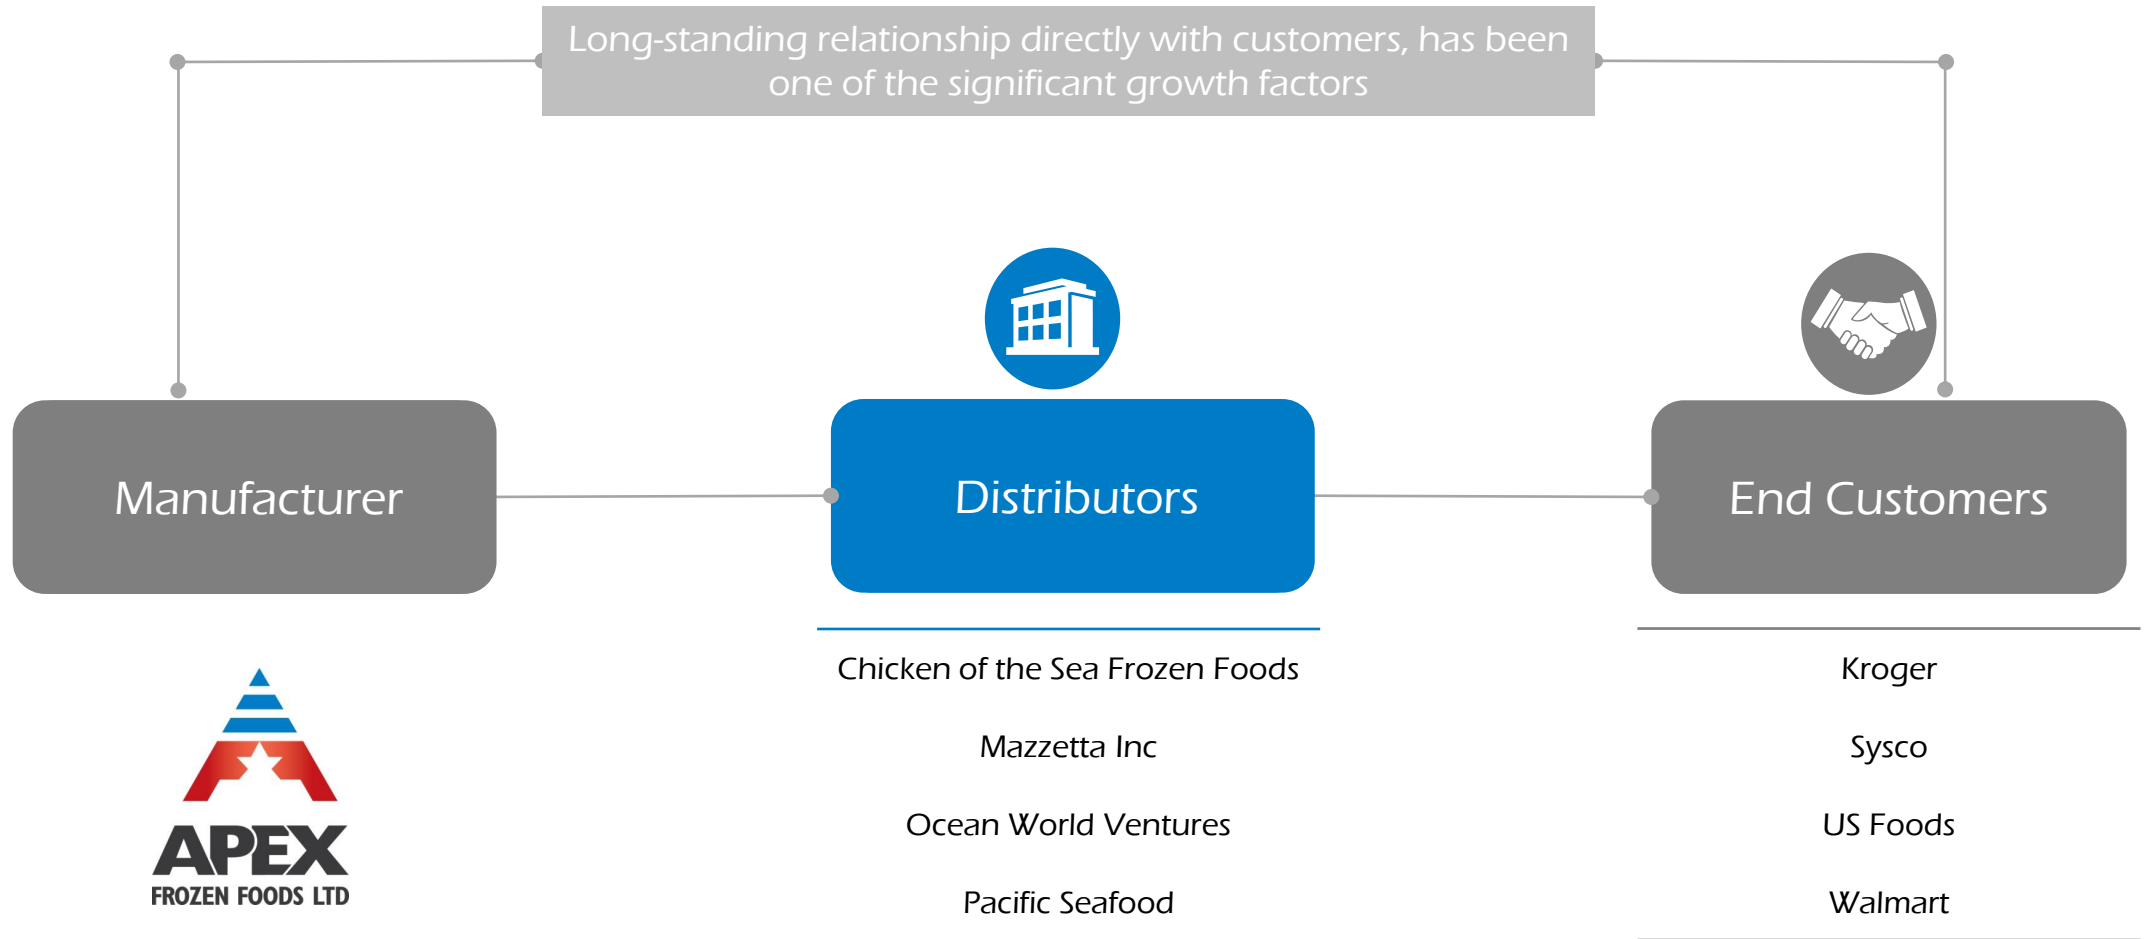 Long-standing relationship directly with customers, has been
one of the significant growth factors
Manufacturer
Distributors
End Customers
APEX
FROZEN FOODS LTD
Chicken of the Sea Frozen Foods
Mazzetta Inc
Ocean World Ventures
Pacific Seafood
Kroger
Sysco
US Foods
Walmart